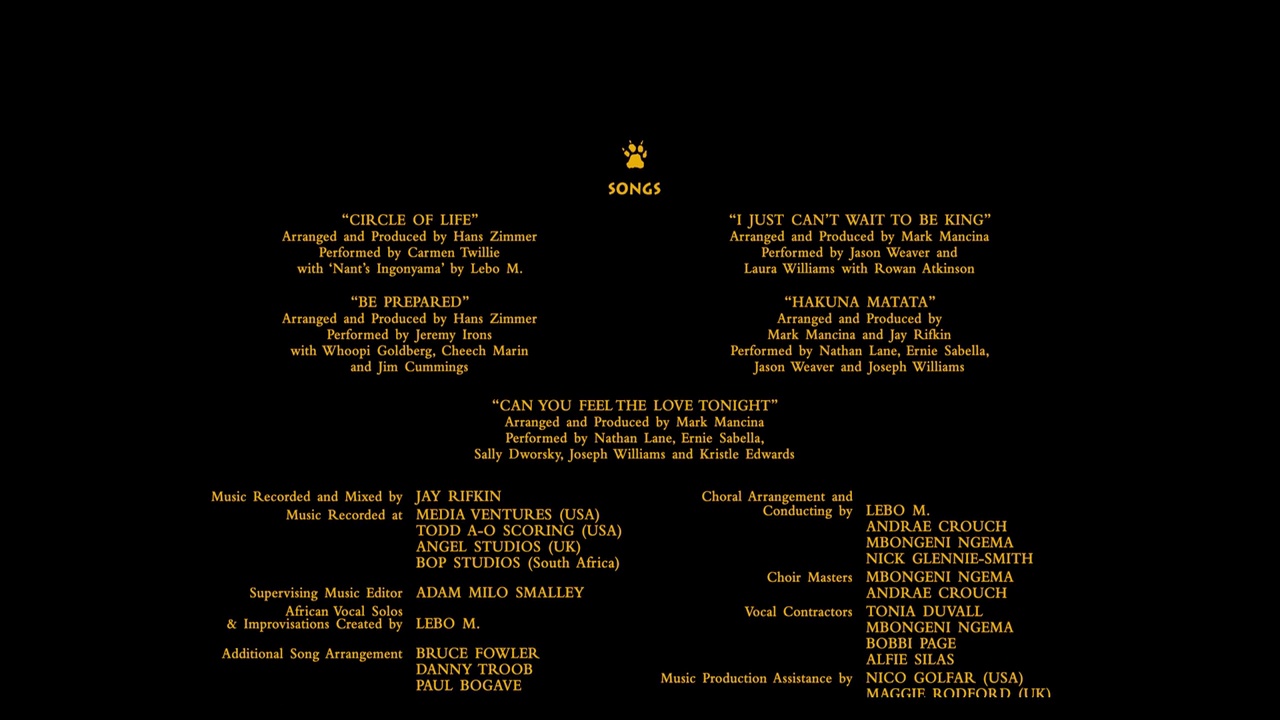 SONGS
“CIRCLE OF LIFE”
Arranged and Produced by Hans Zimmer
Performed by Carmen Twillie
with ‘Nant’s Ingonyama’ by Lebo M.
“I JUST CAN’T WAIT TO BE KING”
Arranged and Produced by Mark Mancina
Performed by Jason Weaver and
Laura Williams with Rowan Atkinson
“BE PREPARED”
Arranged and Produced by Hans Zimmer
Performed by Jeremy Irons
with Whoopi Goldberg, Cheech Marin
and Jim Cummings
“HAKUNA MATATA”
Arranged and Produced by
Mark Mancina and Jay Rifkin
Performed by Nathan Lane, Ernie Sabella,
Jason Weaver and Joseph Williams
“CAN YOU FEEL THE LOVE TONIGHT”
Arranged and Produced by Mark Mancina
Performed by Nathan Lane, Ernie Sabella,
Sally Dworsky, Joseph Williams and Kristle Edwards
Music Recorded and Mixed by JAY RIFKIN
Music Recorded at MEDIA VENTURES (USA)
TODD A-O SCORING (USA)
ANGEL STUDIOS (UK)
BOP STUDIOS (South Africa)
Supervising Music Editor ADAM MILO SMALLEY
African Vocal Solos
& Improvisations Created by LEBO M.
Additional Song Arrangement BRUCE FOWLER
DANNY TROOB
PAUL BOGAVE
Choral Arrangement and
Conducting by LEBO M.
ANDRAE CROUCH
MBONGENI NGEMA
NICK GLENNIE-SMITH
Choir Masters MBONGENI NGEMA
ANDRAE CROUCH
Vocal Contractors TONIA DUVALL
MBONGENI NGEMA
BOBBI PAGE
ALFIE SILAS
Music Production Assistance by NICO GOLFAR (USA)
MAGGIE RODFORD (UK)